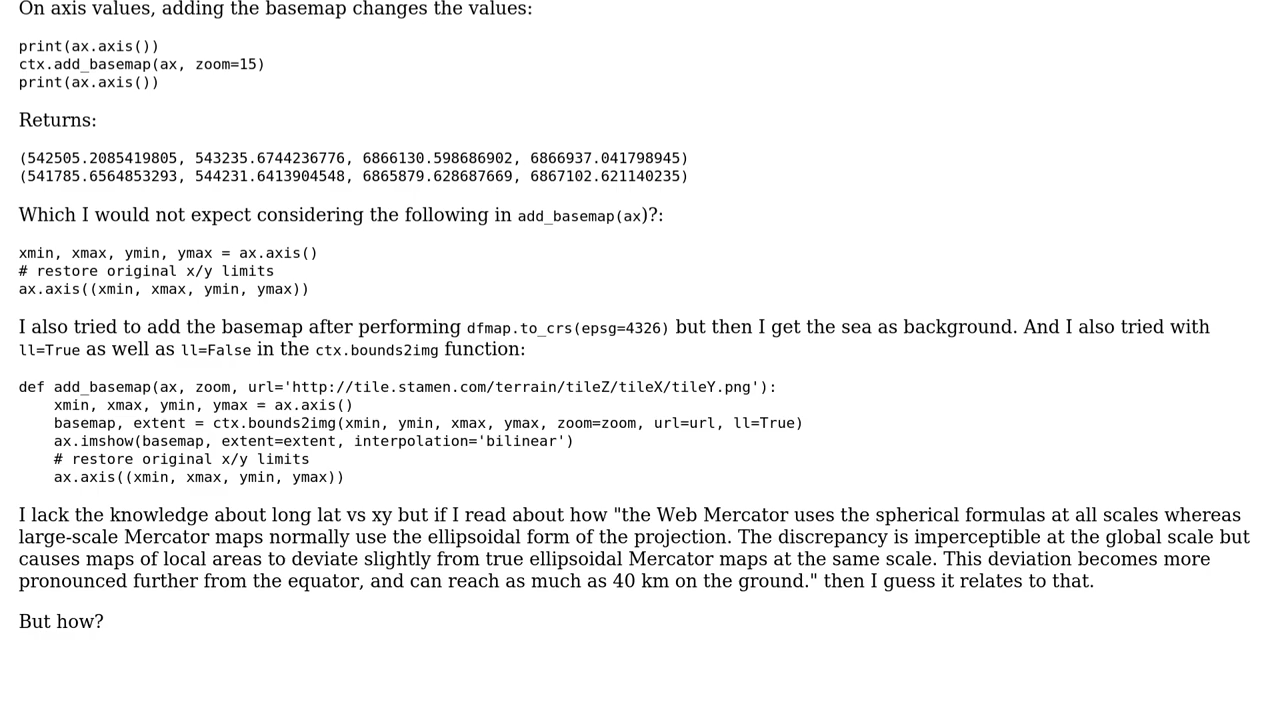 On axis values, adding the basemap changes the values:
print(ax.axis())
ctx.add_basemap(ax, zoom=15)
print(ax.axis())
Returns:
(542505.2085419805, 543235.6744236776, 6866130.598686902, 6866937.041798945)
(541785.6564853293, 544231.6413904548, 6865879.628687669, 6867102.621140235)
Which I would not expect considering the following in add_basemap(ax)?:
xmin, xmax, ymin, ymax = ax.axis()
# restore original x/y limits
ax.axis((xmin, xmax, ymin, ymax))
I also tried to add the basemap after performing dfmap.to_crs(epsg=4326) but then I get the sea as background. And I also tried with
ll=True as well as ll=False in the ctx.bounds2img function:
def add_basemap(ax, zoom, url='http://tile.stamen.com/terrain/tileZ/tileX/tileY.png'):
    xmin, xmax, ymin, ymax = ax.axis()
    basemap, extent = ctx.bounds2img(xmin, ymin, xmax, ymax, zoom=zoom, url=url, ll=True)
    ax.imshow(basemap, extent=extent, interpolation='bilinear')
    # restore original x/y limits
    ax.axis((xmin, xmax, ymin, ymax))
I lack the knowledge about long lat vs xy but if I read about how "the Web Mercator uses the spherical formulas at all scales whereas
large-scale Mercator maps normally use the ellipsoidal form of the projection. The discrepancy is imperceptible at the global scale but
causes maps of local areas to deviate slightly from true ellipsoidal Mercator maps at the same scale. This deviation becomes more
pronounced further from the equator, and can reach as much as 40 km on the ground." then I guess it relates to that.
But how?